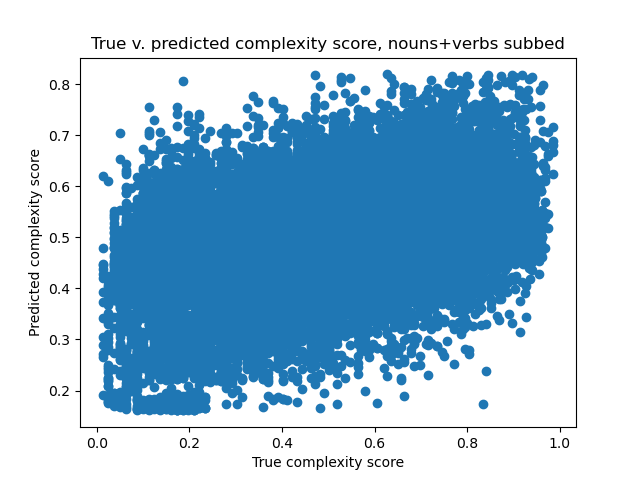 True v. predicted complexity score, nouns+verbs subbed
0.8
0.7
0.6
0.5
0.4
0.3
0.2
Predicted complexity score
0.0 0.2 0.4 0.6 0.8 1.0
True complexity score